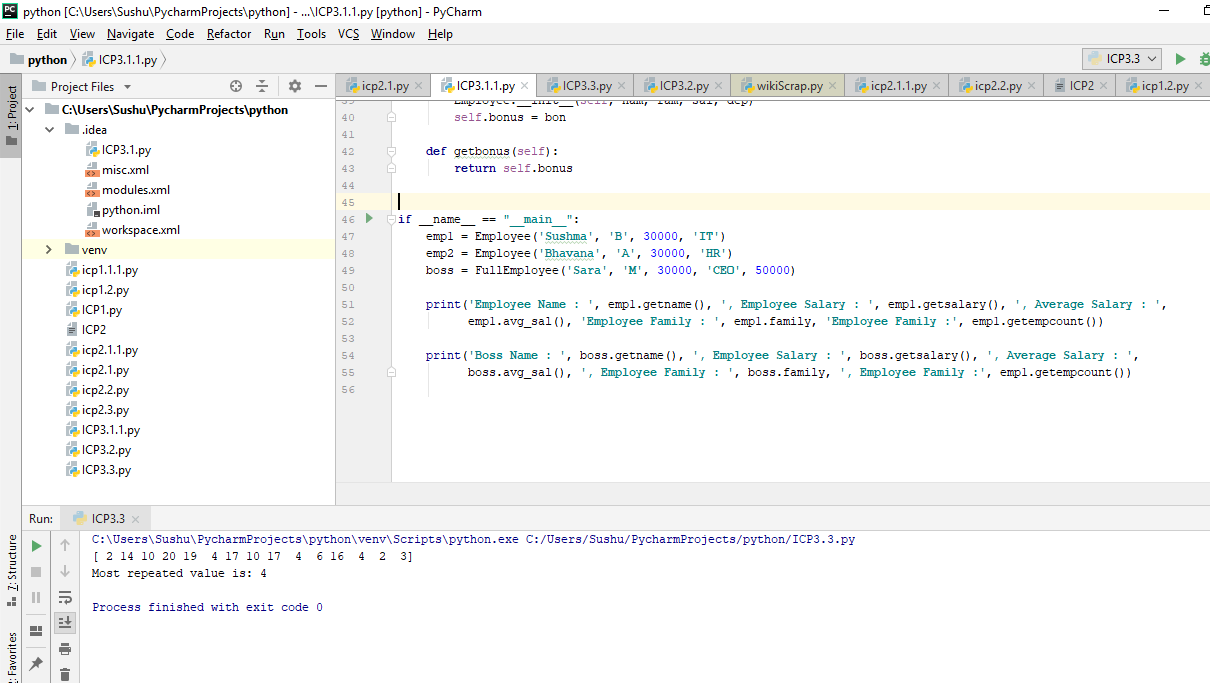 python [C:\Users\Sushu\PycharmProjects\python] - ...\ICP3.1.1.py [python] - PyCharm
File Edit View Navigate Code Refactor Run Tools VCS Window Help
python ICP3.1.1.py ICP3.3
1: Project
Project Files
icp2.1.py ICP3.1.1.py ICP3.3.py ICP3.2.py wikiScrap.py icp2.1.1.py icp2.2.py ICP2 icp1.2.py
C:\Users\Sushu\PycharmProjects\python
.idea
ICP3.1.py
misc.xml
modules.xml
python.iml
workspace.xml
venv
icp1.1.1.py
icp1.2.py
ICP1.py
ICP2
icp2.1.1.py
icp2.1.py
icp2.2.py
icp2.3.py
ICP3.1.1.py
ICP3.2.py
ICP3.3.py
39 Employee.__init__(self, nam, fam, sal, dep)
40 self.bonus = bon
41
42 def getbonus(self):
43 return self.bonus
44
45
46 if __name__ == "__main__":
47 emp1 = Employee('Sushma', 'B', 30000, 'IT')
48 emp2 = Employee('Bhavana', 'A', 30000, 'HR')
49 boss = FullEmployee('Sara', 'M', 30000, 'CEO', 50000)
50
51 print('Employee Name : ', emp1.getname(), ', Employee Salary : ', emp1.getsalary(), ', Average Salary : ',
52 emp1.avg_sal(), 'Employee Family : ', emp1.family, 'Employee Family :', emp1.getempcount())
53
54 print('Boss Name : ', boss.getname(), ', Employee Salary : ', boss.getsalary(), ', Average Salary : ',
55 boss.avg_sal(), ', Employee Family : ', boss.family, ', Employee Family :', emp1.getempcount())
56
Run: ICP3.3
C:\Users\Sushu\PycharmProjects\python\venv\Scripts\python.exe C:/Users/Sushu/PycharmProjects/python/ICP3.3.py
[ 2 14 10 20 19  4 17 10 17  4  6 16  4  2  3]
Most repeated value is: 4
Process finished with exit code 0
7: Structure
Favorites